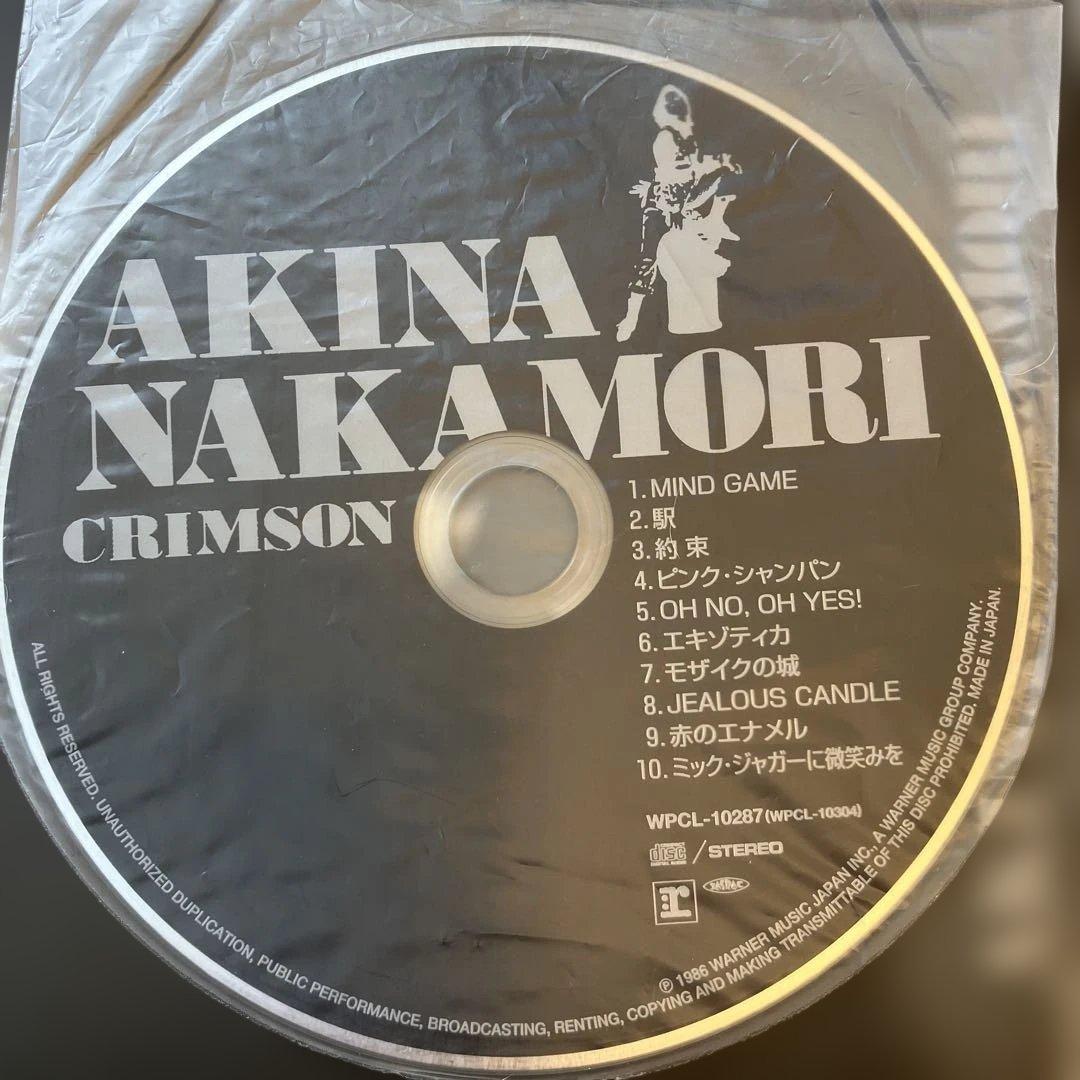 AKINA
NAKAMORI
CRIMSON
1. MIND GAME
2. 駅
3. 約束
4. ピンク・シャンパン
5. OH NO, OH YES!
6. エキゾティカ
7. モザイクの城
8. JEALOUS CANDLE
9. 赤のエナメル
10. ミック・ジャガーに微笑みを
WPCL-10287(WPCL-10304)
COMPACT
disc
DIGITAL AUDIO
/ STEREO
r
℗ 1986 WARNER MUSIC JAPAN INC., A WARNER MUSIC GROUP COMPANY.
ALL RIGHTS RESERVED. UNAUTHORIZED DUPLICATION, PUBLIC PERFORMANCE, BROADCASTING, RENTING, COPYING AND MAKING TRANSMITTABLE OF THIS DISC PROHIBITED. MADE IN JAPAN.